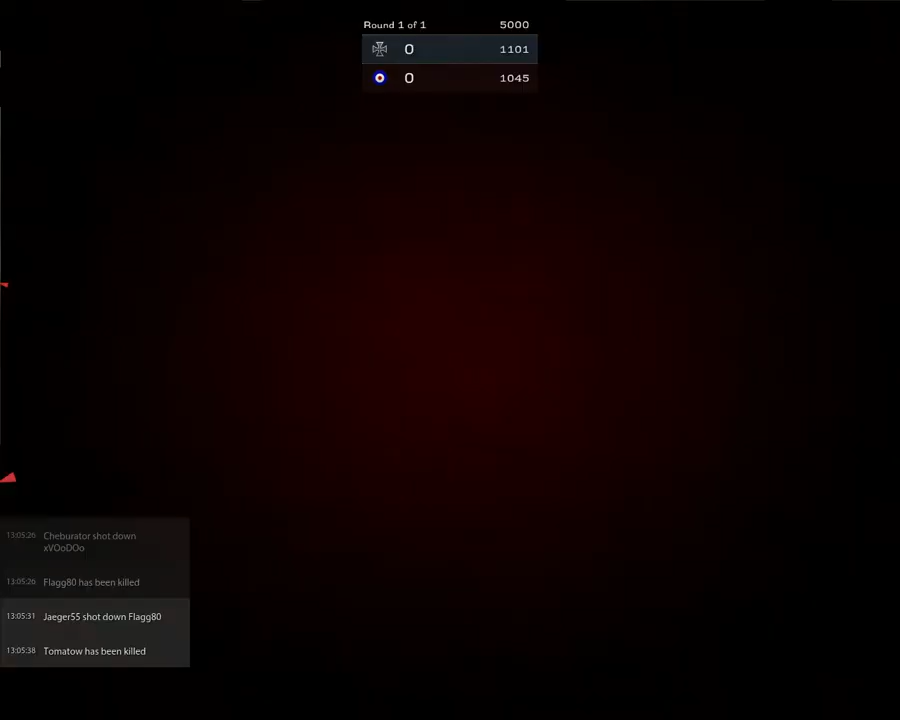 Round 1 of 1 5000
0 1101
0 1045
13:05:26 Cheburator shot down
xVOoDOo
13:05:26 Flagg80 has been killed
13:05:31 Jaeger55 shot down Flagg80
13:05:38 Tomatow has been killed